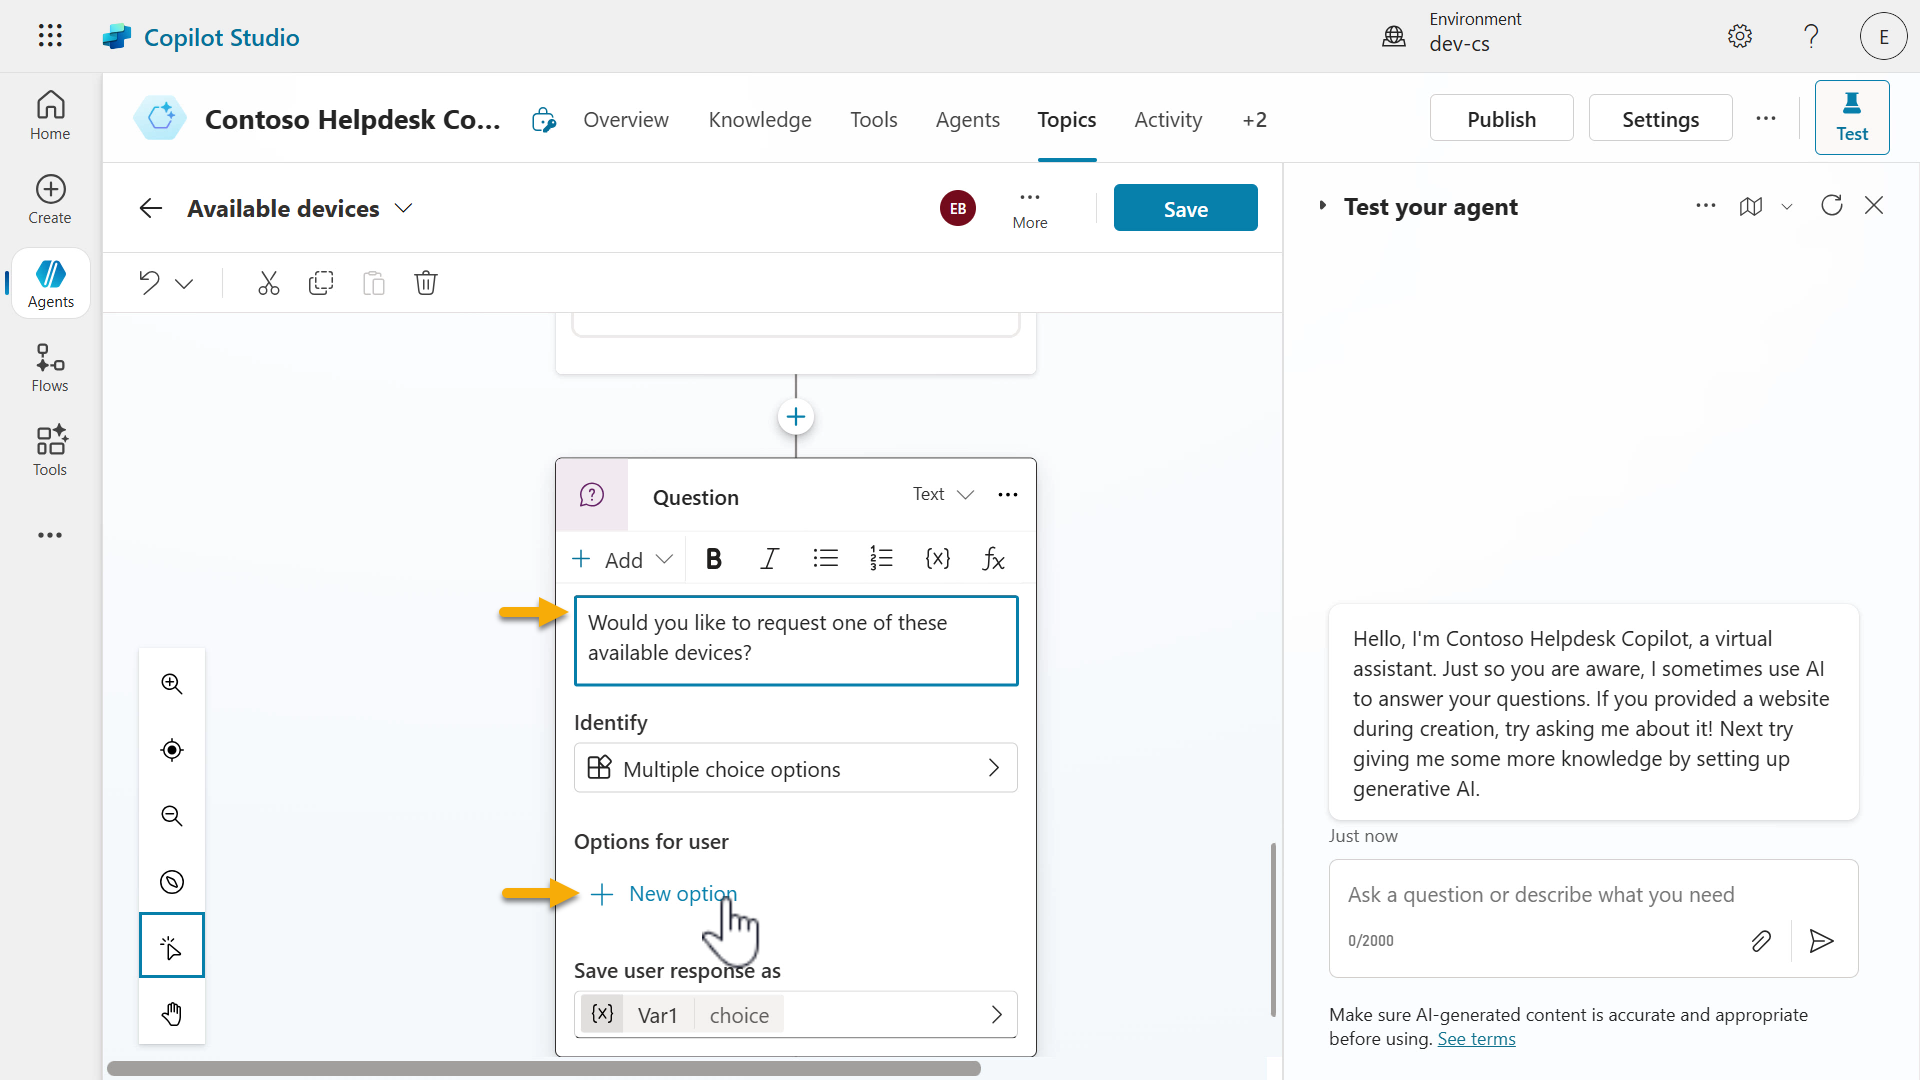 Copilot Studio
Environment
dev-cs
?
E
Home
Create
Agents
Flows
Tools
Contoso Helpdesk Co...
Overview
Knowledge
Tools
Agents
Topics
Activity
+2
Publish
Settings
Test
Available devices
EB
More
Save
Question
Text
Add
B
I
{x}
fx
Would you like to request one of these
available devices?
Identify
Multiple choice options
Options for user
New option
Save user response as
{x} Var1 choice
Test your agent
Hello, I'm Contoso Helpdesk Copilot, a virtual
assistant. Just so you are aware, I sometimes use AI
to answer your questions. If you provided a website
during creation, try asking me about it! Next try
giving me some more knowledge by setting up
generative AI.
Just now
Ask a question or describe what you need
0/2000
Make sure AI-generated content is accurate and appropriate
before using. See terms